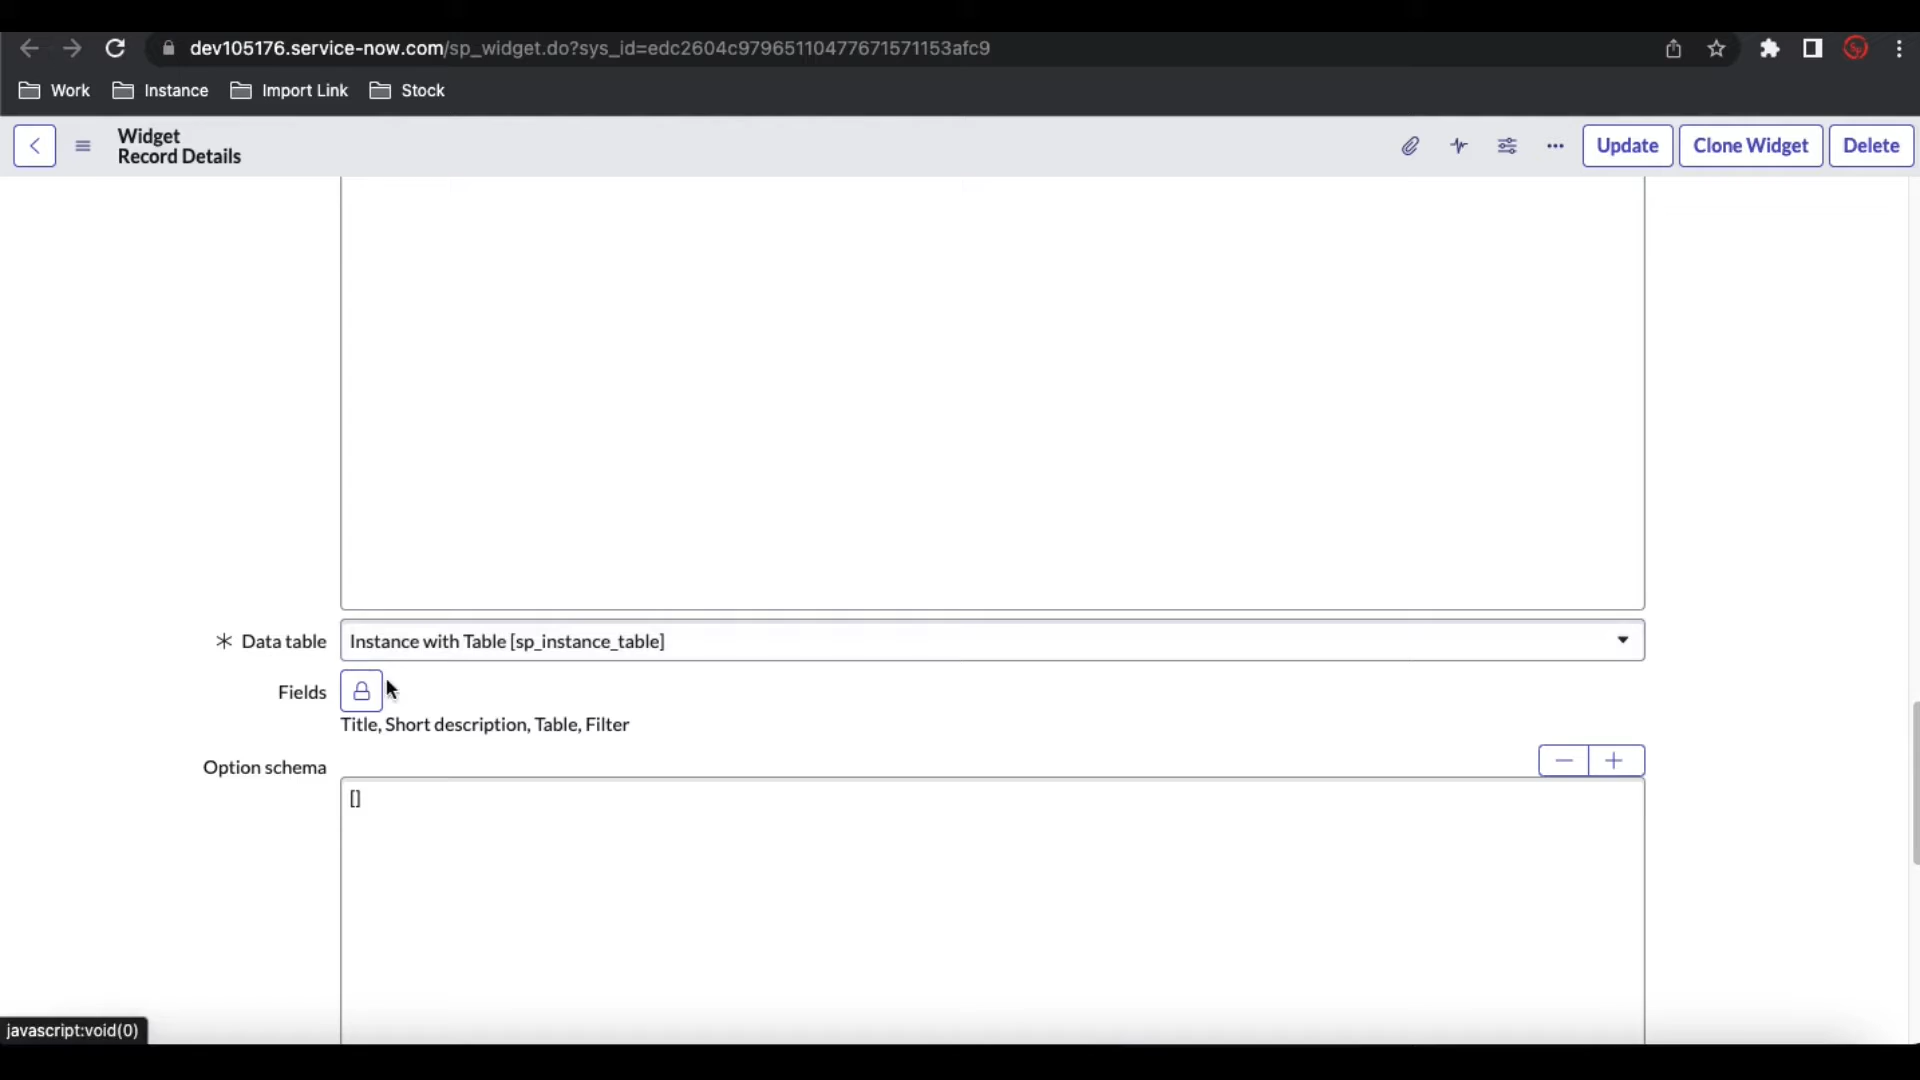 dev105176.service-now.com/sp_widget.do?sys_id=edc2604c97965110477671571153afc9
Work Instance Import Link Stock
Widget
Record Details
Update Clone Widget Delete
* Data table Instance with Table [sp_instance_table]
Fields
Title, Short description, Table, Filter
Option schema
[]
javascript:void(0)